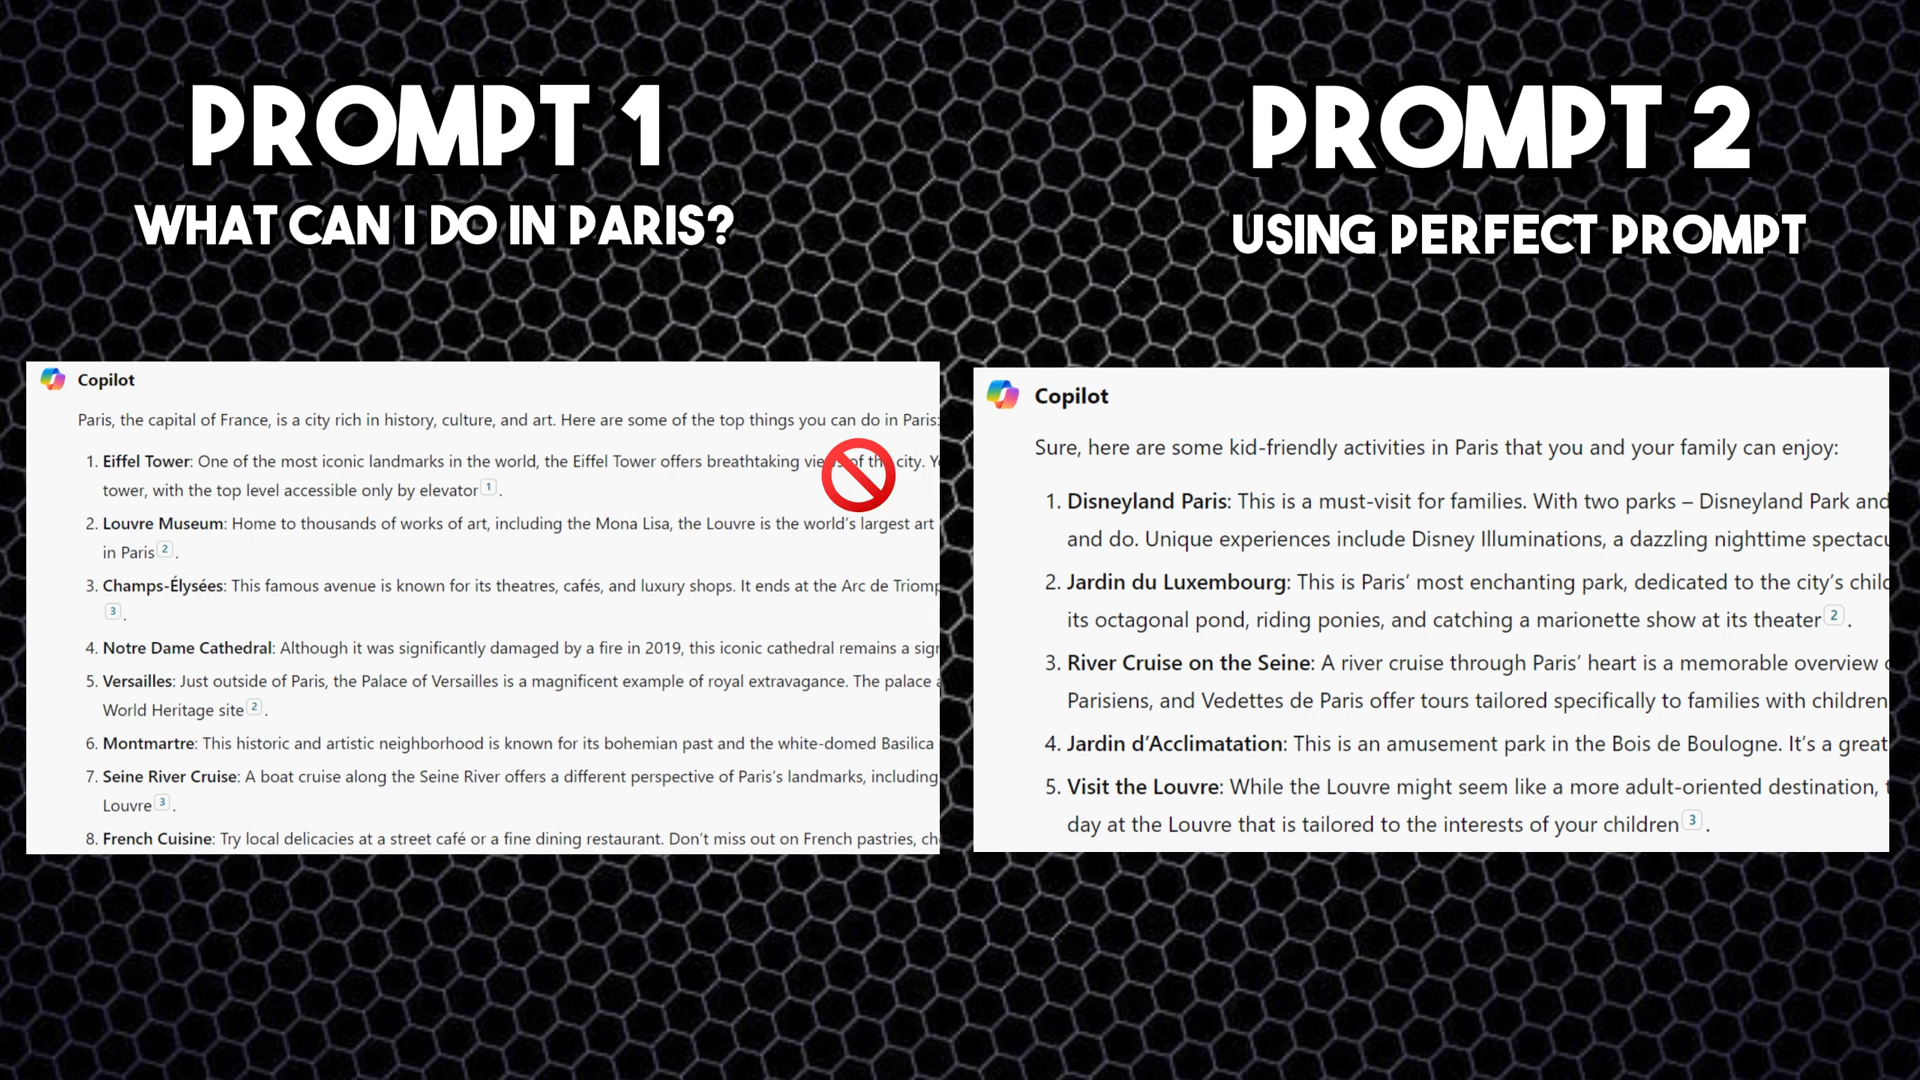 PROMPT 1
WHAT CAN I DO IN PARIS?
Copilot
Paris, the capital of France, is a city rich in history, culture, and art. Here are some of the top things you can do in Paris:
1. Eiffel Tower: One of the most iconic landmarks in the world, the Eiffel Tower offers breathtaking of the city. Y
tower, with the top level accessible only by elevator 1 .
2. Louvre Museum: Home to thousands of works of art, including the Mona Lisa, the Louvre is the world's largest art
in Paris 2 .
3. Champs-Élysées: This famous avenue is known for its theatres, cafés, and luxury shops. It ends at the Arc de Triomp
3 .
4. Notre Dame Cathedral: Although it was significantly damaged by a fire in 2019, this iconic cathedral remains a sigr
5. Versailles: Just outside of Paris, the Palace of Versailles is a magnificent example of royal extravagance. The palace a
World Heritage site 2 .
6. Montmartre: This historic and artistic neighborhood is known for its bohemian past and the white-domed Basilica
7. Seine River Cruise: A boat cruise along the Seine River offers a different perspective of Paris's landmarks, including
Louvre 3 .
8. French Cuisine: Try local delicacies at a street café or a fine dining restaurant. Don't miss out on French pastries, ch
PROMPT 2
USING PERFECT PROMPT
Copilot
Sure, here are some kid-friendly activities in Paris that you and your family can enjoy:
1. Disneyland Paris: This is a must-visit for families. With two parks – Disneyland Park and
and do. Unique experiences include Disney Illuminations, a dazzling nighttime spectacu
2. Jardin du Luxembourg: This is Paris' most enchanting park, dedicated to the city's chilc
its octagonal pond, riding ponies, and catching a marionette show at its theater 2 .
3. River Cruise on the Seine: A river cruise through Paris' heart is a memorable overview
Parisiens, and Vedettes de Paris offer tours tailored specifically to families with children
4. Jardin d'Acclimatation: This is an amusement park in the Bois de Boulogne. It's a great
5. Visit the Louvre: While the Louvre might seem like a more adult-oriented destination,
day at the Louvre that is tailored to the interests of your children 3 .